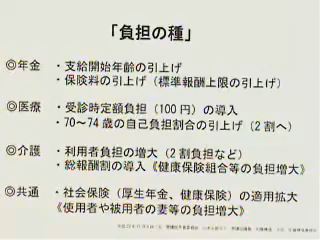 「負担の種」
◎年金 ・支給開始年齢の引上げ
・保険料の引上げ（標準報酬上限の引上げ）
◎医療 ・受診時定額負担（100円）の導入
・70～74歳の自己負担割合の引上げ（2割へ）
◎介護 ・利用者負担の増大（2割負担など）
・総報酬割の導入《健康保険組合等の負担増大》
◎共通 ・社会保険（厚生年金、健康保険）の適用拡大
《使用者や被用者の妻等の負担増大》